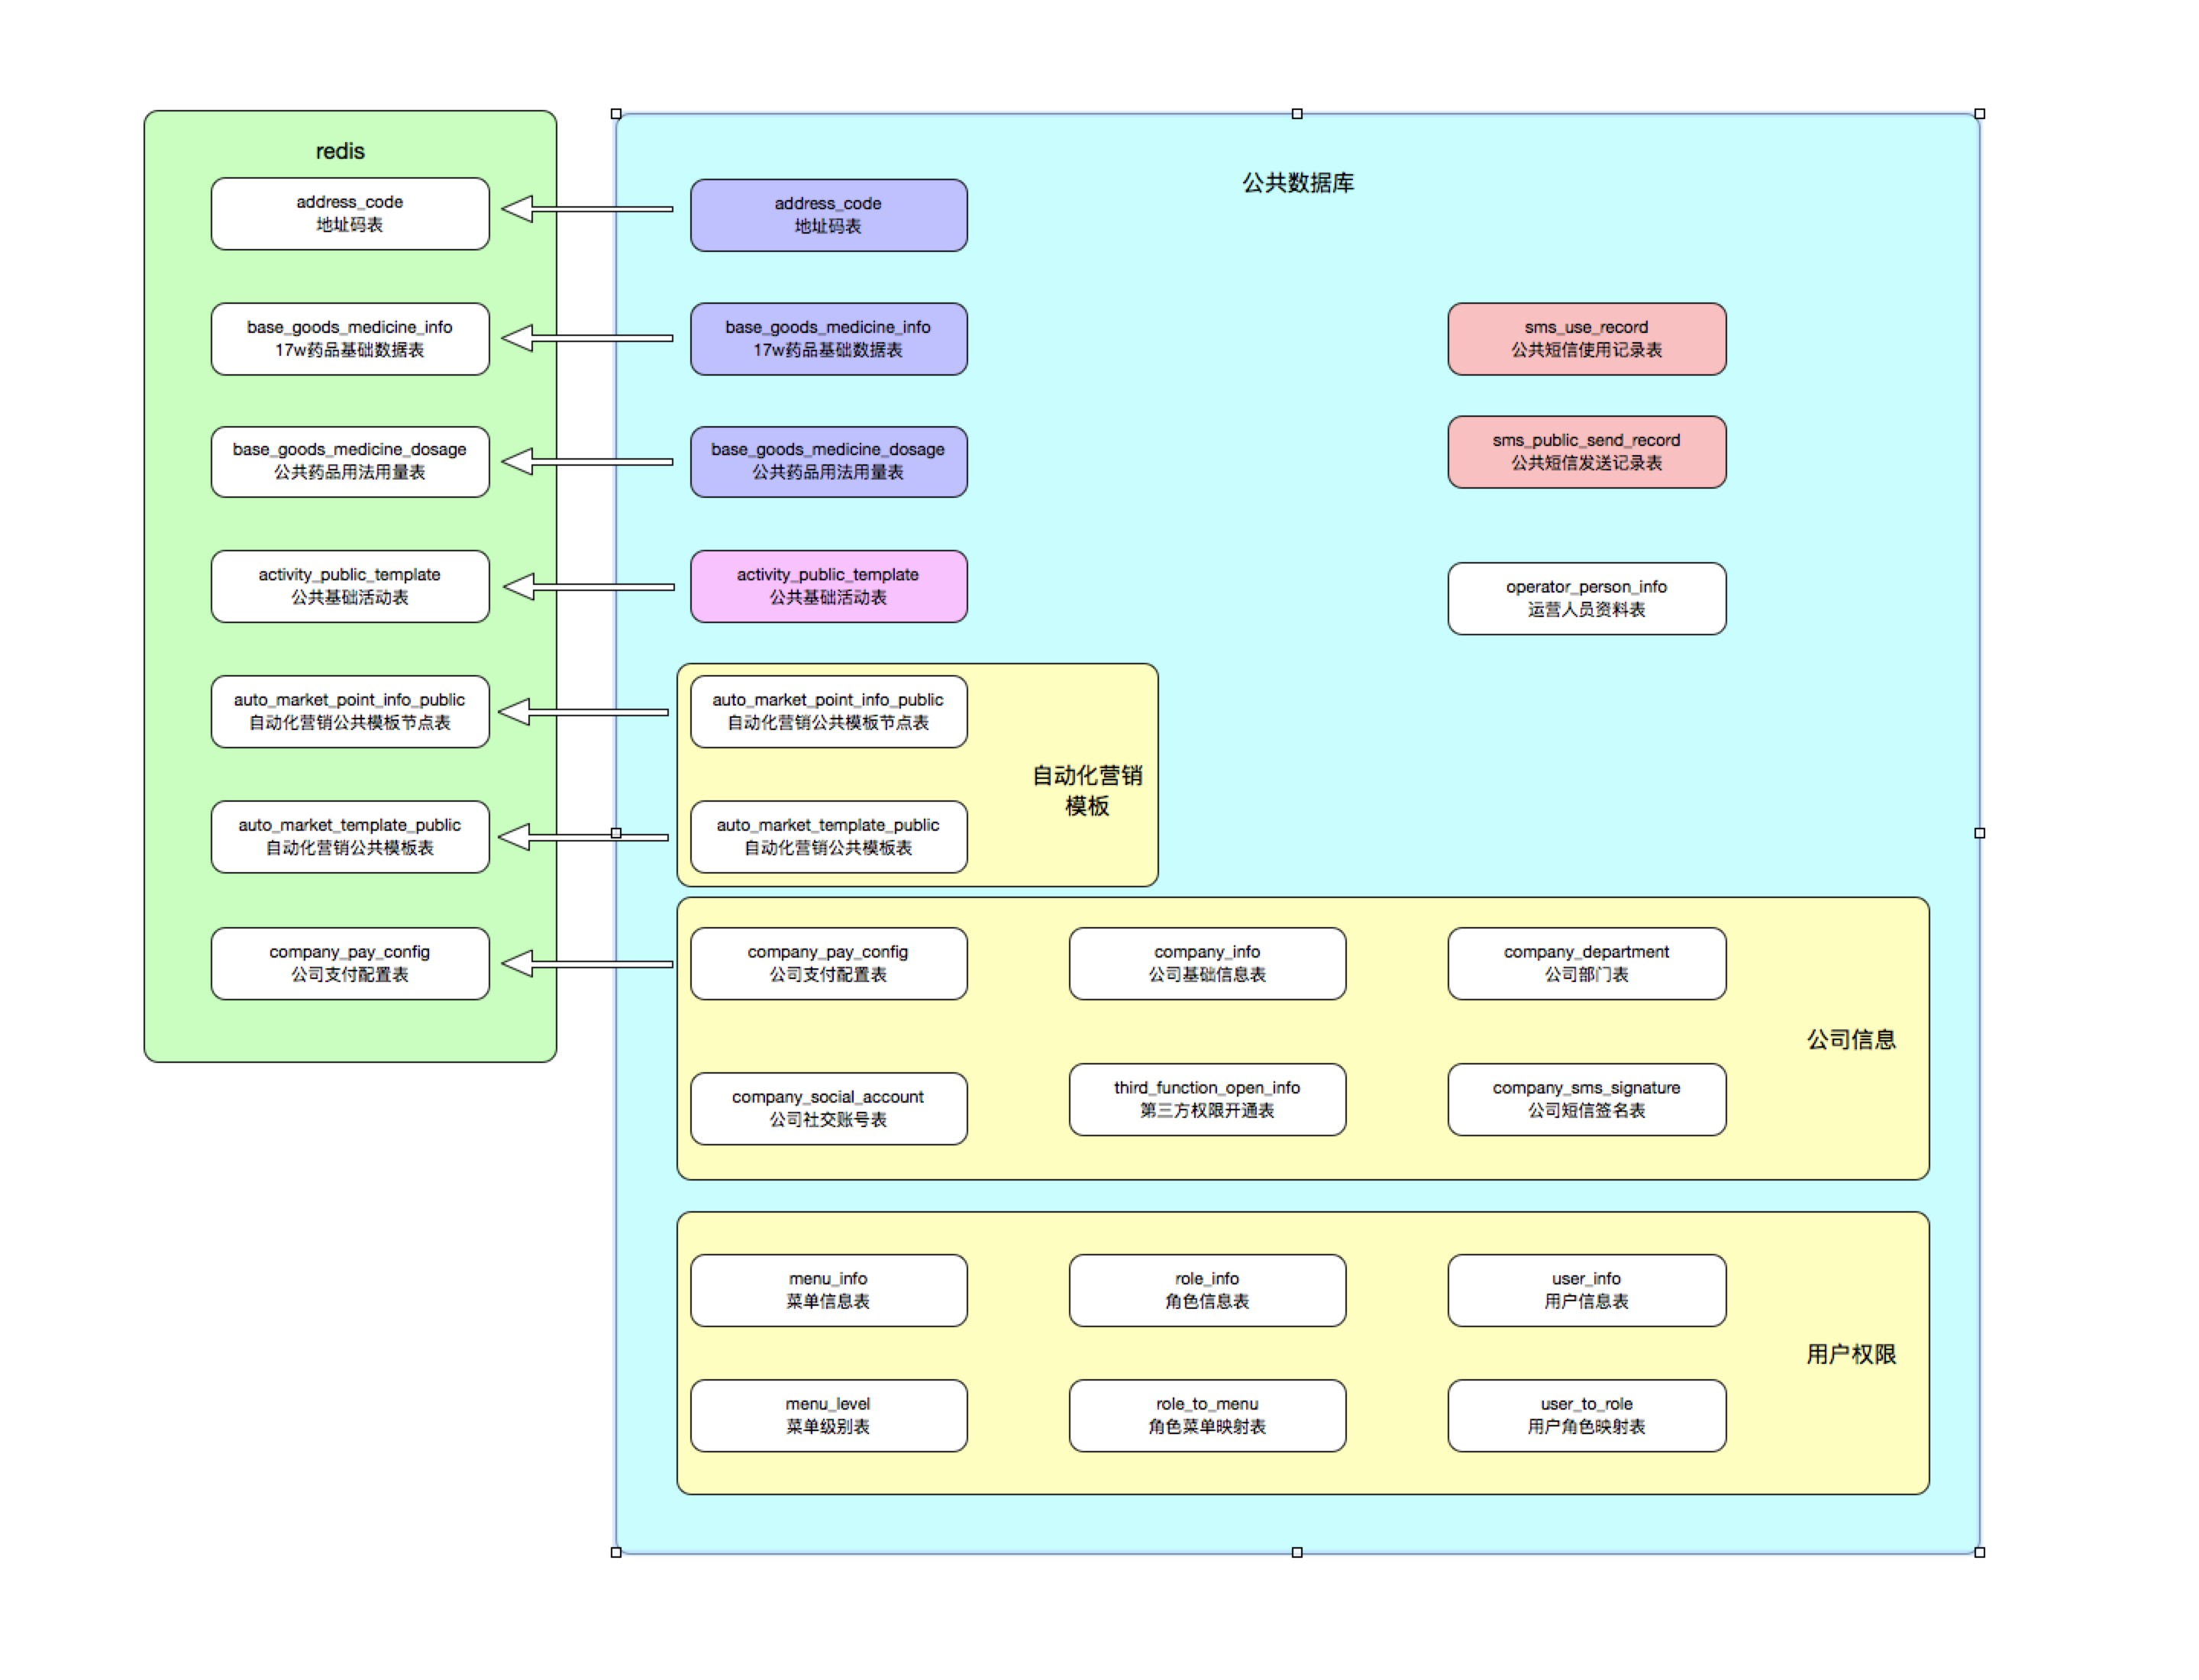 redis
address_code
地址码表
base_goods_medicine_info
17w药品基础数据表
base_goods_medicine_dosage
公共药品用法用量表
activity_public_template
公共基础活动表
auto_market_point_info_public
自动化营销公共模板节点表
auto_market_template_public
自动化营销公共模板表
company_pay_config
公司支付配置表
公共数据库
address_code
地址码表
base_goods_medicine_info
17w药品基础数据表
base_goods_medicine_dosage
公共药品用法用量表
activity_public_template
公共基础活动表
sms_use_record
公共短信使用记录表
sms_public_send_record
公共短信发送记录表
operator_person_info
运营人员资料表
auto_market_point_info_public
自动化营销公共模板节点表
auto_market_template_public
自动化营销公共模板表
自动化营销
模板
company_pay_config
公司支付配置表
company_info
公司基础信息表
company_department
公司部门表
company_social_account
公司社交账号表
third_function_open_info
第三方权限开通表
company_sms_signature
公司短信签名表
公司信息
menu_info
菜单信息表
role_info
角色信息表
user_info
用户信息表
menu_level
菜单级别表
role_to_menu
角色菜单映射表
user_to_role
用户角色映射表
用户权限